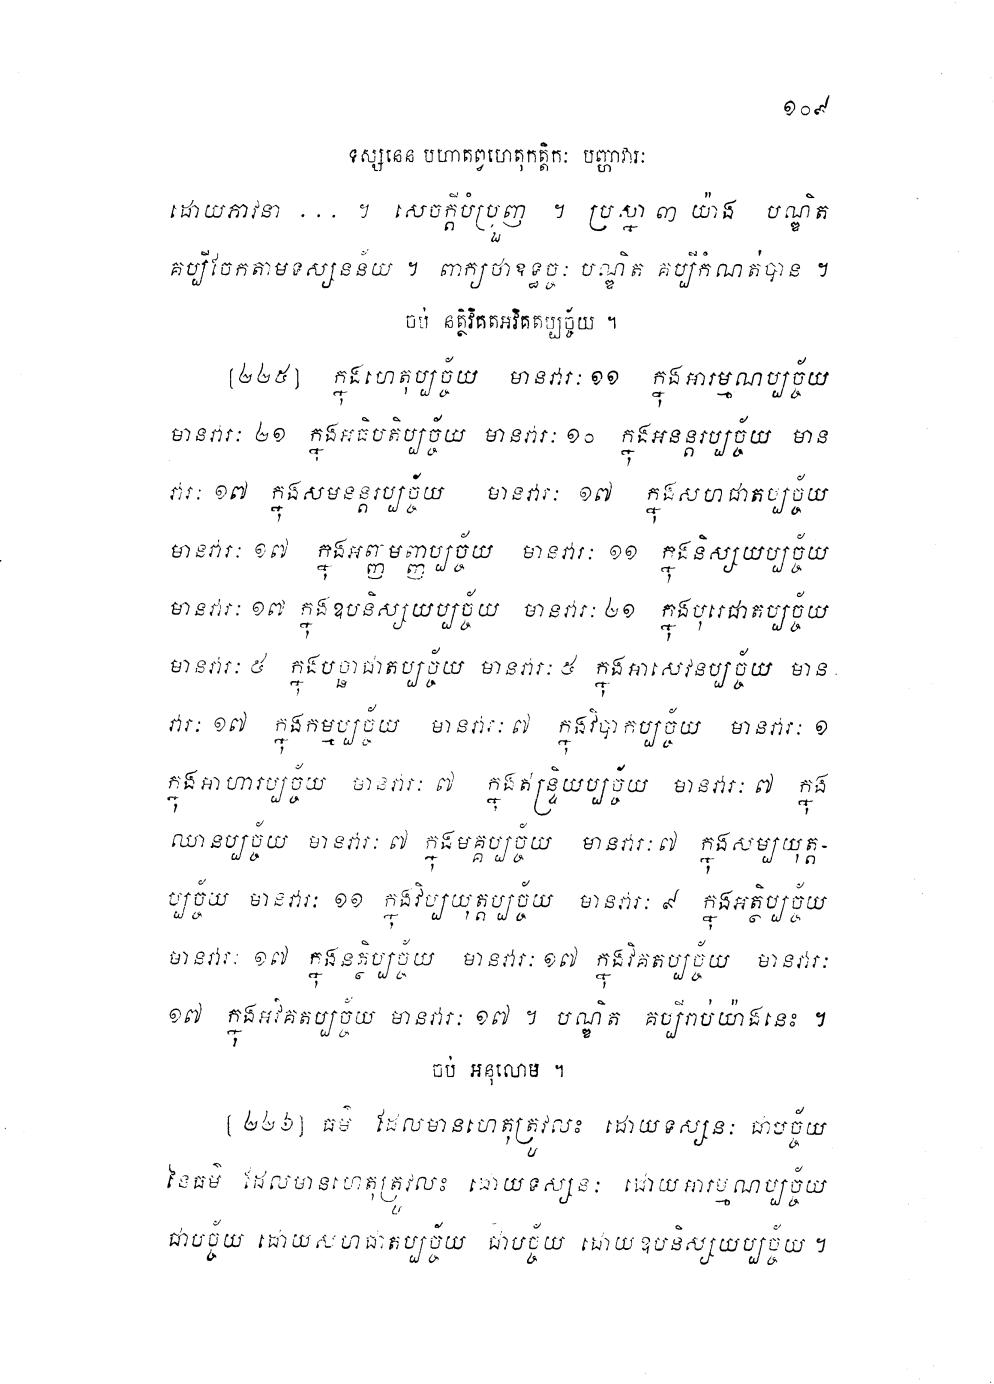 ១០៩
ទស្សនេន បហាតព្វហេតុកត្តិកៈ បញ្ហាវារៈ
ដោយភាវនា ... ។ សេចក្តីបំប្រួញ ។ ប្រស្នា ៣ យ៉ាង បណ្ឌិត
គប្បីចែកតាមទស្សននយ័ ។ ពាក្យថាឧទ្ធច្ចៈ បណ្ឌិត គប្បីកំណត់បាន ។
ចប់ នត្ថិវិគតអវិគតប្បច្ច័យ ។
[២២៥] ក្នុងហេតុប្បច្ច័យ មានវារៈ ១១ ក្នុងអារម្មណប្បច្ច័យ
មានវារៈ ២១ ក្នុងអធិបតិប្បច្ច័យ មានវារៈ ១០ ក្នុងអនន្តរប្បច្ច័យ មាន
វារៈ ១៧ ក្នុងសមនន្តរប្បច្ច័យ មានវារៈ ១៧ ក្នុងសហជាតប្បច្ច័យ
មានវារៈ ១៧ ក្នុងអញ្ញមញ្ញប្បច្ច័យ មានវារៈ ១១ ក្នុងនិស្សយប្បច្ច័យ
មានវារៈ ១៧ ក្នុងឧបនិស្សយប្បច្ច័យ មានវារៈ ២១ ក្នុងបុរេជាតប្បច្ច័យ
មានវារៈ ៥ ក្នុងបច្ឆាជាតប្បច្ច័យ មានវារៈ ៥ ក្នុងអាសេវនប្បច្ច័យ មាន
វារៈ ១៧ ក្នុងកម្មប្បច្ច័យ មានវារៈ ៧ ក្នុងវិបាកប្បច្ច័យ មានវារៈ ១
ក្នុងអាហារប្បច្ច័យ មានវារៈ ៧ ក្នុងឥន្ទ្រិយប្បច្ច័យ មានវារៈ ៧ ក្នុង
ឈានប្បច្ច័យ មានវារៈ ៧ ក្នុងមគ្គប្បច្ច័យ មានវារៈ ៧ ក្នុងសម្បយុត្ត-
ប្បច្ច័យ មានវារៈ ១១ ក្នុងវិប្បយុត្តប្បច្ច័យ មានវារៈ ៩ ក្នុងអត្ថិប្បច្ច័យ
មានវារៈ ១៧ ក្នុងនត្ថិប្បច្ច័យ មានវារៈ ១៧ ក្នុងវិគតប្បច្ច័យ មានវារៈ
១៧ ក្នុងអវិគតប្បច្ច័យ មានវារៈ ១៧ ។ បណ្ឌិត គប្បីរាប់យ៉ាងនេះ ។
ចប់ អនុលោម ។
[២២៦] ធម៌ ដែលមានហេតុត្រូវលះ ដោយទស្សនៈ ជាបច្ច័យ
នៃធម៌ ដែលមានហេតុត្រូវលះ ដោយទស្សនៈ ដោយអារម្មណប្បច្ច័យ
ជាបច្ច័យ ដោយសហជាតប្បច្ច័យ ជាបច្ច័យ ដោយឧបនិស្សយប្បច្ច័យ ។